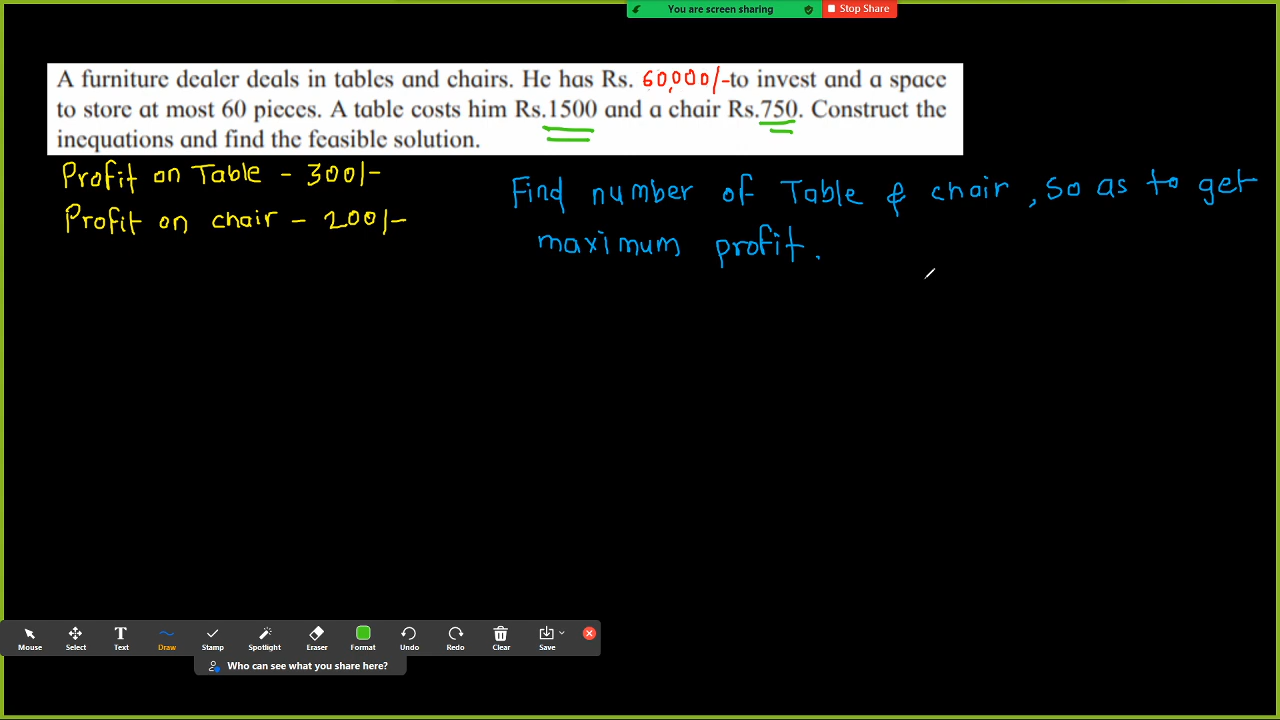 You are screen sharing Stop Share
A furniture dealer deals in tables and chairs. He has Rs. 60,000/- to invest and a space
to store at most 60 pieces. A table costs him Rs.1500 and a chair Rs.750. Construct the
inequations and find the feasible solution.
Profit on Table - 300/-
Profit on chair - 200/-
Find number of Table & chair, so as to get
maximum profit.
Mouse Select Text Draw Stamp Spotlight Eraser Format Undo Redo Clear Save
Who can see what you share here?